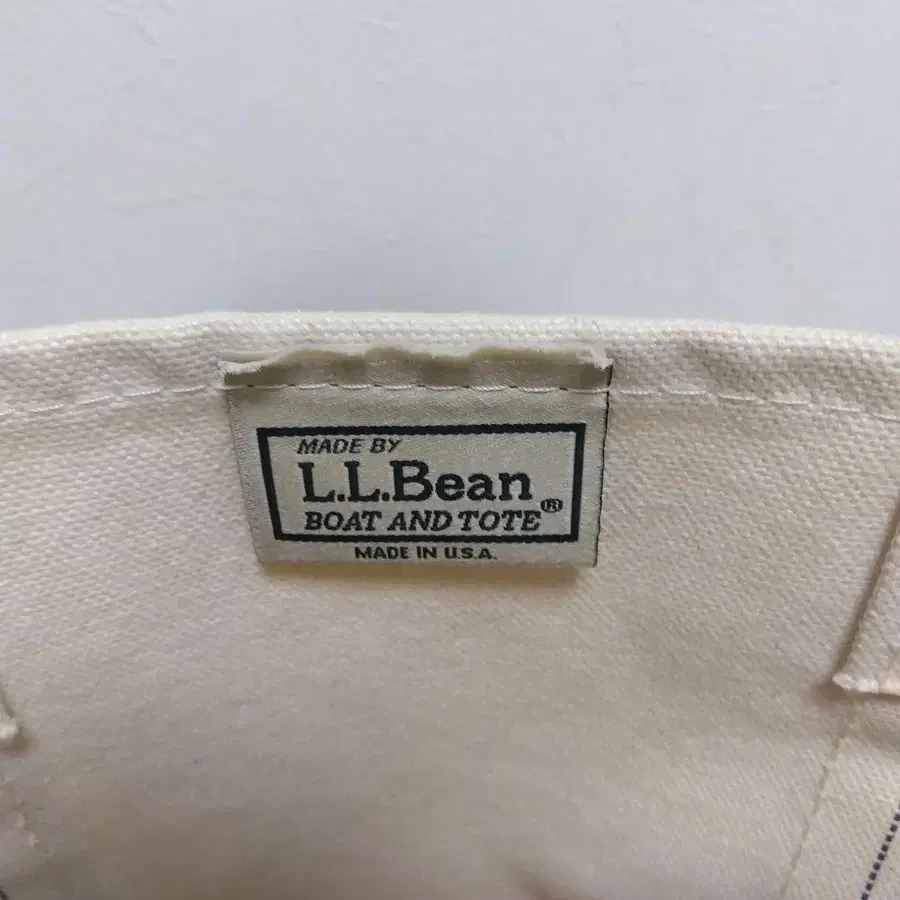 MADE BY
L.L.Bean
BOAT AND TOTE®
MADE IN U.S.A.